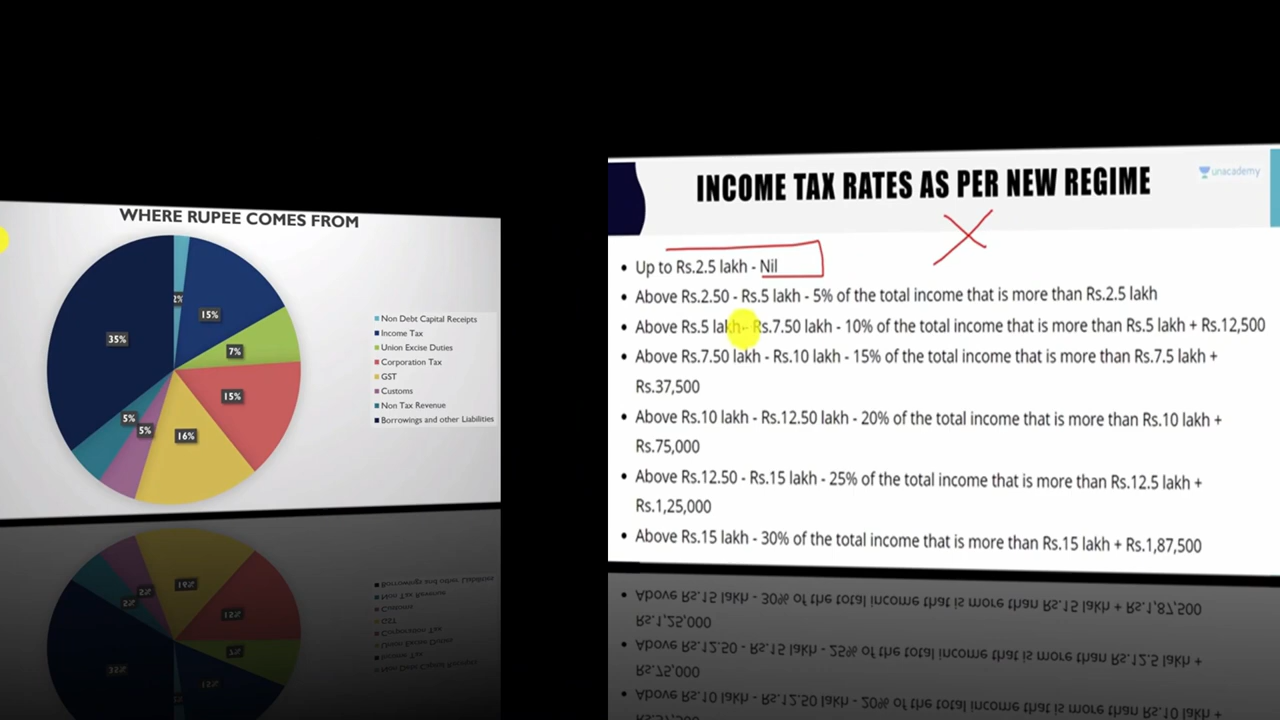 WHERE RUPEE COMES FROM
2%
15%
35%
7%
15%
5%
5%
16%
Non Debt Capital Receipts
Income Tax
Union Excise Duties
Corporation Tax
GST
Customs
Non Tax Revenue
Borrowings and other Liabilities
INCOME TAX RATES AS PER NEW REGIME
unacademy
• Up to Rs.2.5 lakh - Nil
• Above Rs.2.50 - Rs.5 lakh - 5% of the total income that is more than Rs.2.5 lakh
• Above Rs.5 lakh- Rs.7.50 lakh - 10% of the total income that is more than Rs.5 lakh + Rs.12,500
• Above Rs.7.50 lakh - Rs.10 lakh - 15% of the total income that is more than Rs.7.5 lakh +
Rs.37,500
• Above Rs.10 lakh - Rs.12.50 lakh - 20% of the total income that is more than Rs.10 lakh +
Rs.75,000
• Above Rs.12.50 - Rs.15 lakh - 25% of the total income that is more than Rs.12.5 lakh +
Rs.1,25,000
• Above Rs.15 lakh - 30% of the total income that is more than Rs.15 lakh + Rs.1,87,500